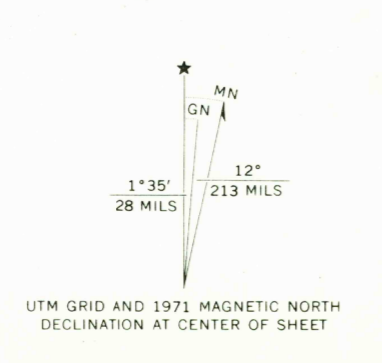 ★
MN
GN
1°35'
28 MILS
12°
213 MILS
UTM GRID AND 1971 MAGNETIC NORTH
DECLINATION AT CENTER OF SHEET